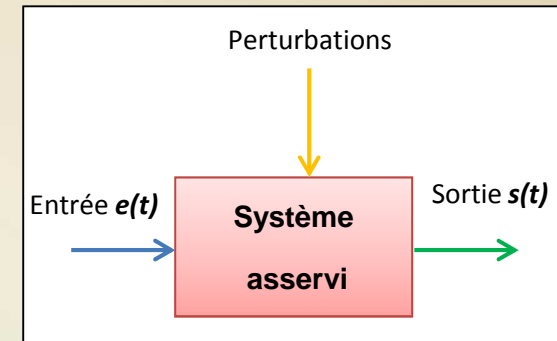 Perturbations
Entrée e(t)
Sortie s(t)
Système
asservi